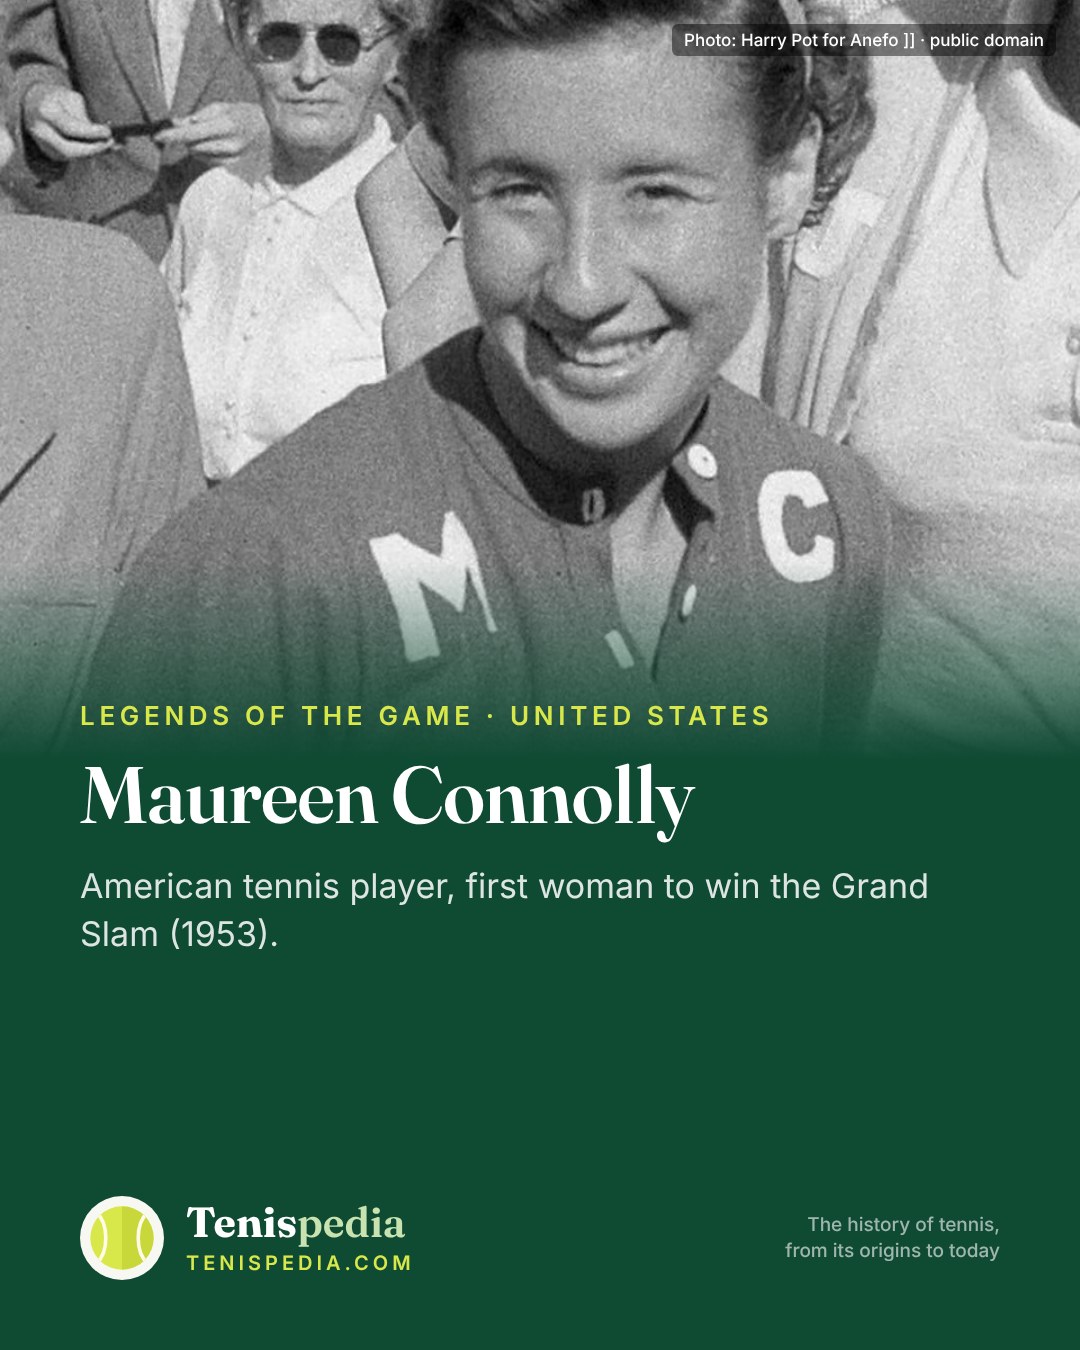 Photo: Harry Pot for Anefo ]] · public domain
M C
LEGENDS OF THE GAME · UNITED STATES
Maureen Connolly
American tennis player, first woman to win the Grand
Slam (1953).
Tenispedia
TENISPEDIA.COM
The history of tennis,
from its origins to today